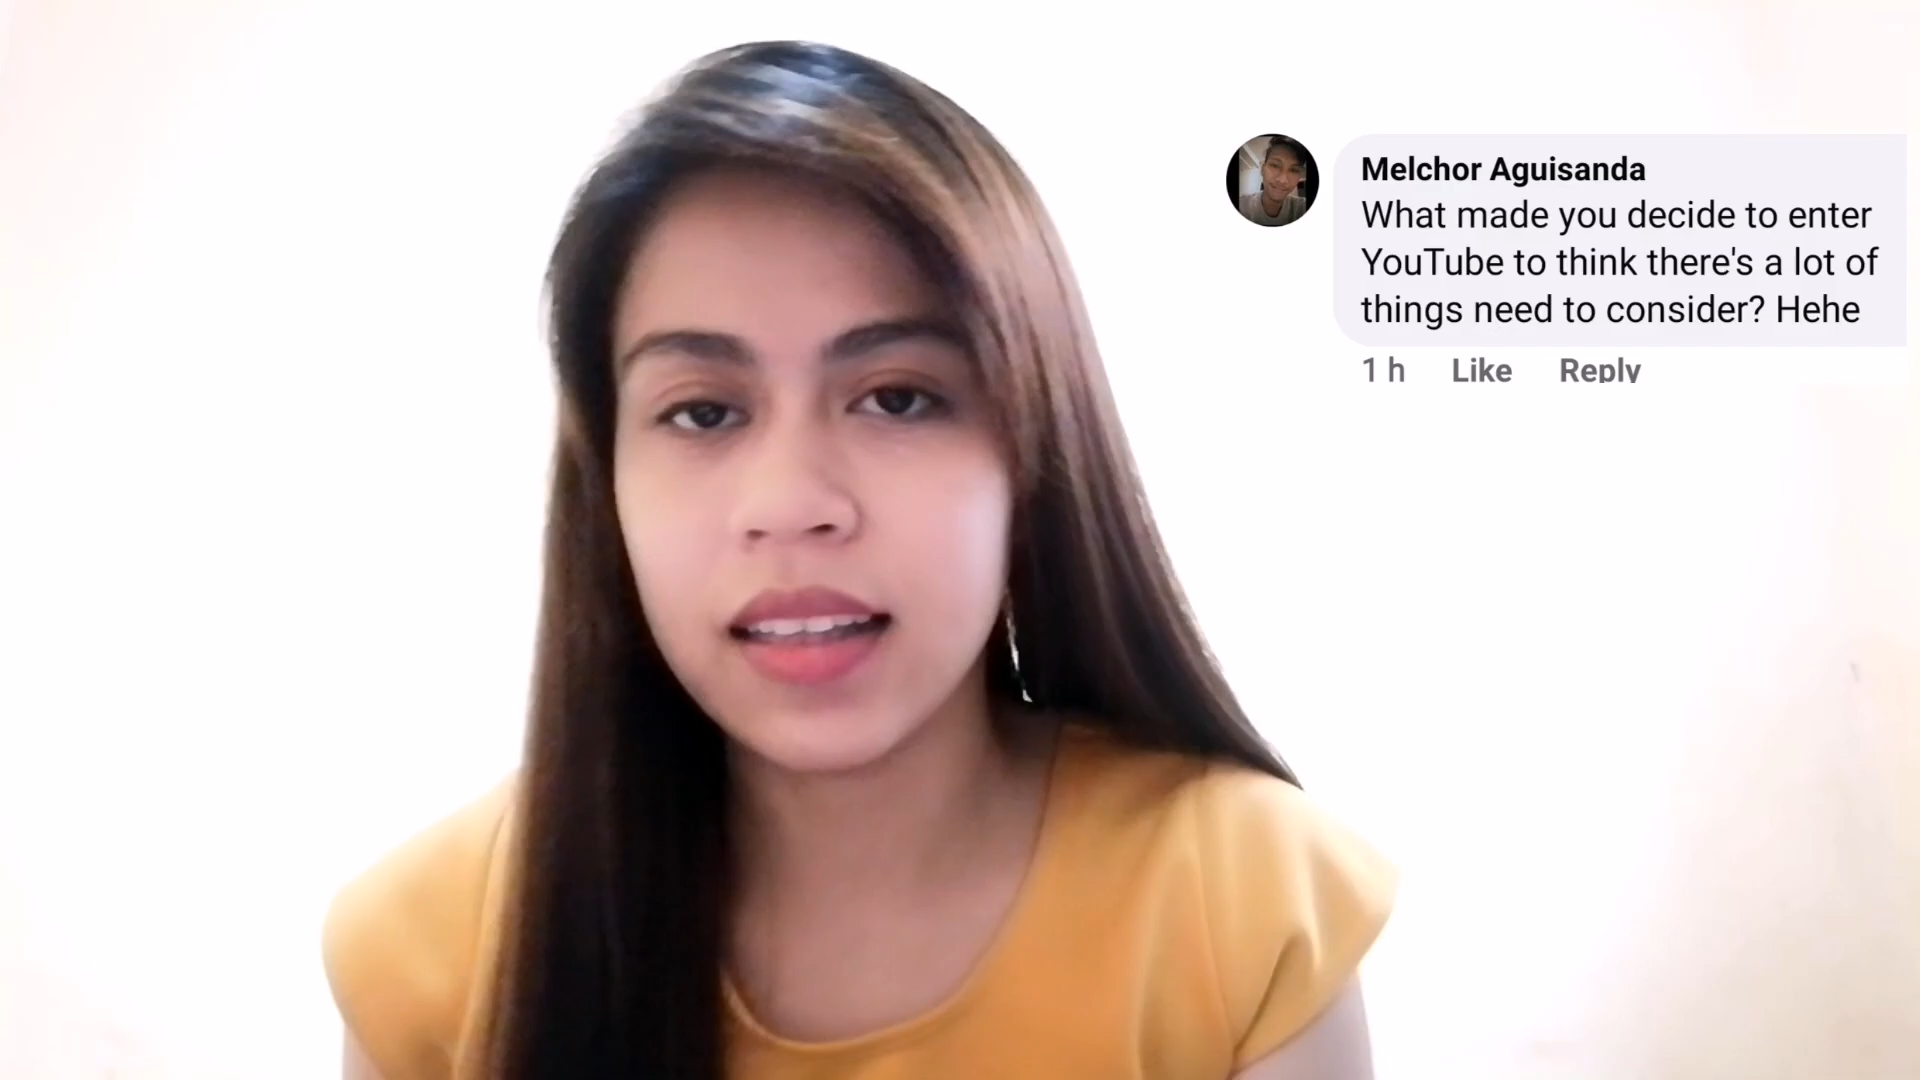 Melchor Aguisanda
What made you decide to enter
YouTube to think there's a lot of
things need to consider? Hehe
1 h Like Reply